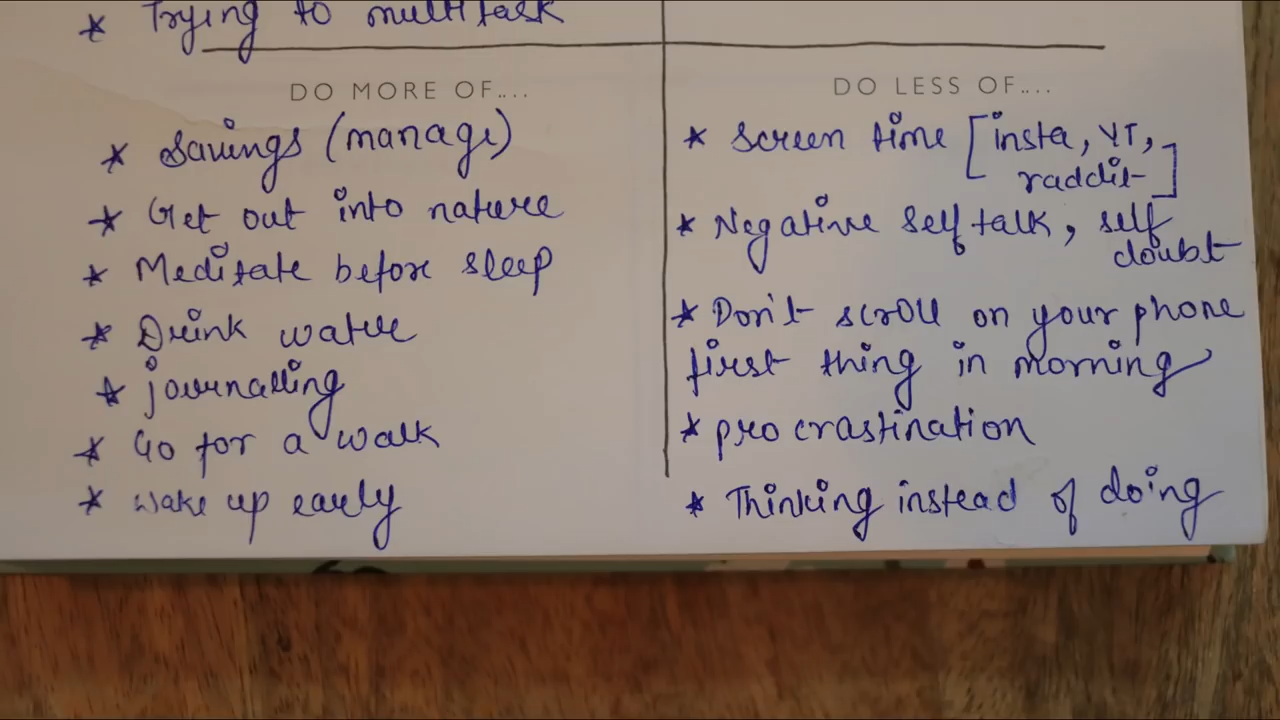 * Trying to multitask
DO MORE OF....
* Savings (manage)
* Get out into nature
* Meditate before sleep
* Drink water
* journalling
* Go for a walk
* wake up early
DO LESS OF....
* Screen time [insta, YT,
raddit]
* Negative self talk, self
doubt
* Don't scroll on your phone
first thing in morning
* procrastination
* Thinking instead of doing